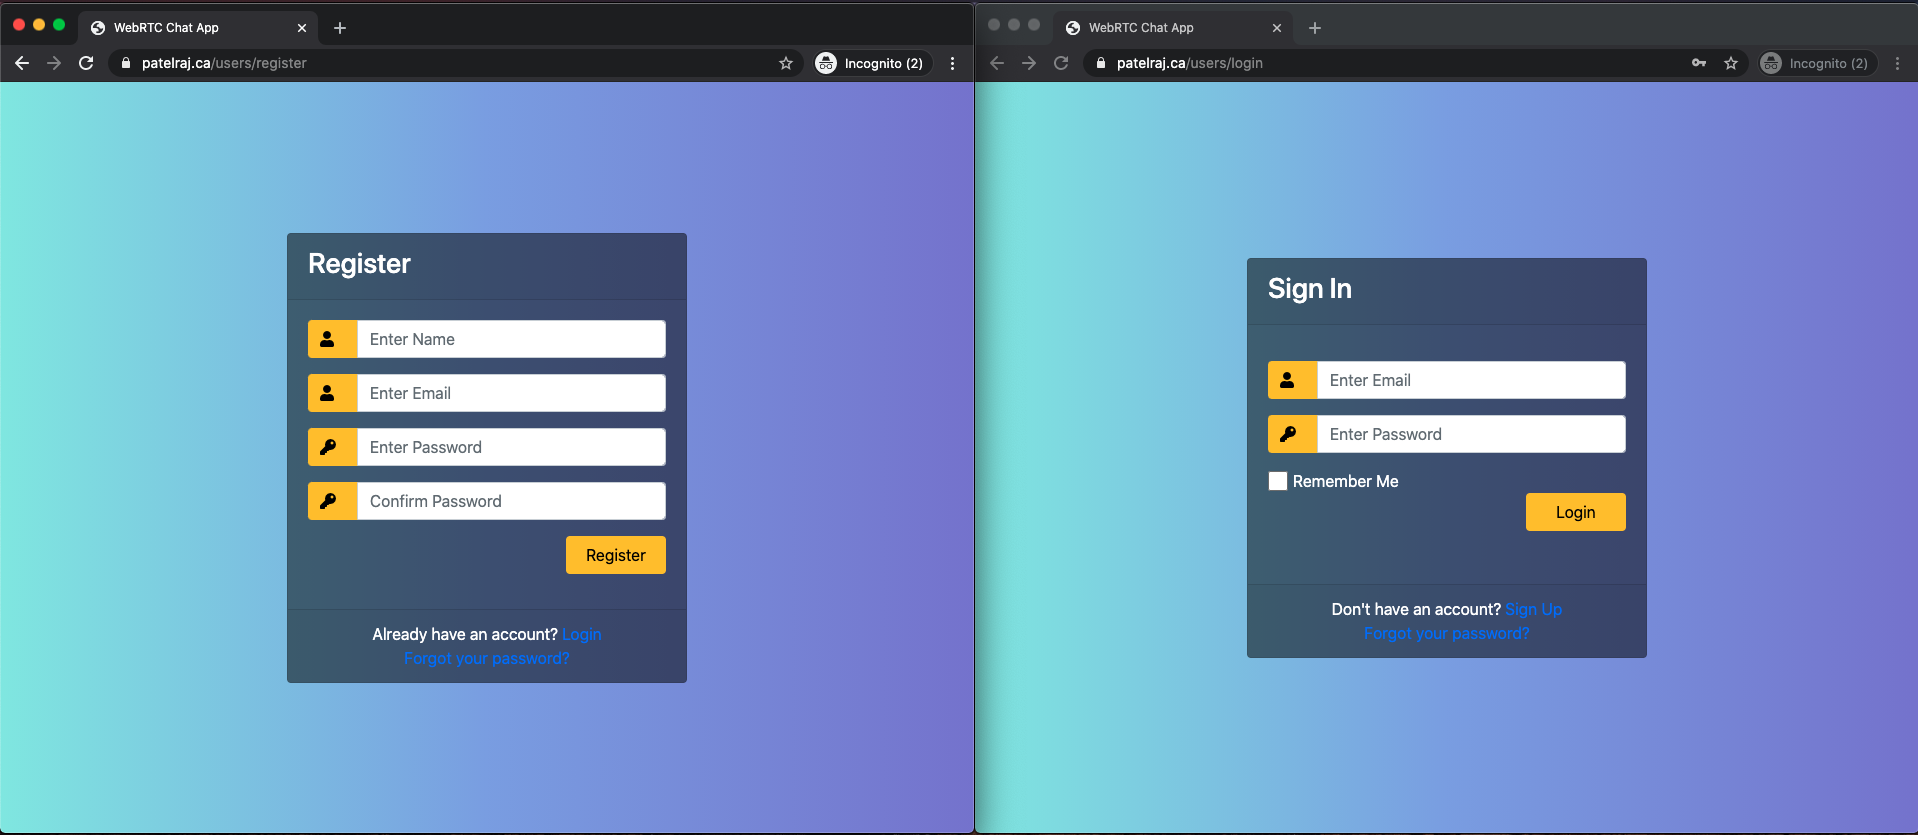 WebRTC Chat App
patelraj.ca/users/register
Incognito (2)
Register
Enter Name
Enter Email
Enter Password
Confirm Password
Register
Already have an account? Login
Forgot your password?
WebRTC Chat App
patelraj.ca/users/login
Incognito (2)
Sign In
Enter Email
Enter Password
Remember Me
Login
Don't have an account? Sign Up
Forgot your password?